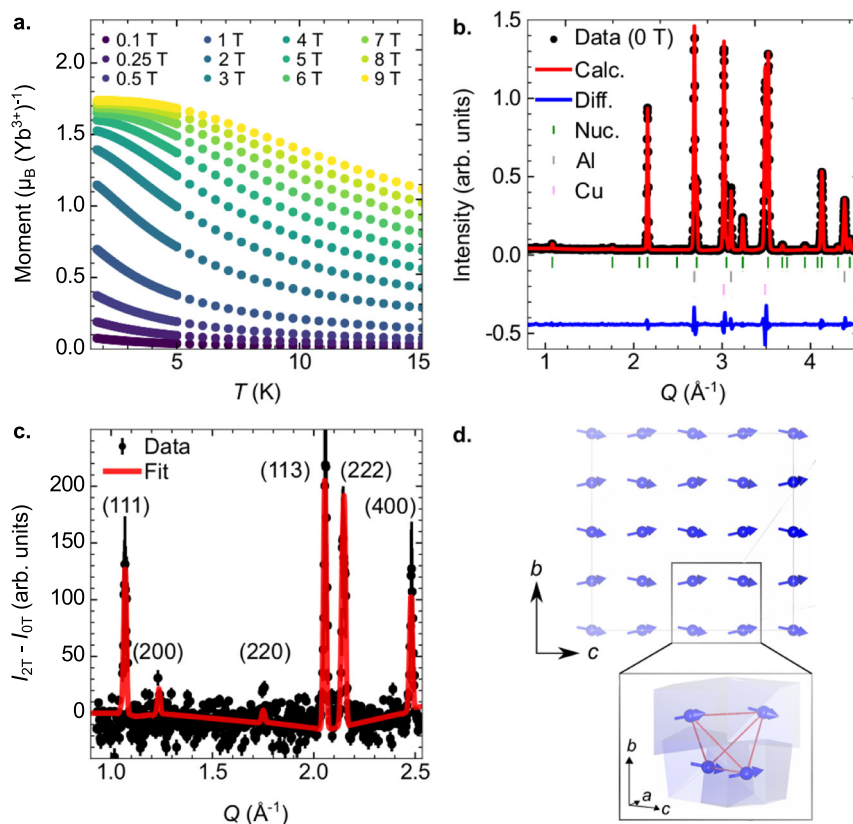 a.
0.1 T 1 T 4 T 7 T
0.25 T 2 T 5 T 8 T
0.5 T 3 T 6 T 9 T
2.0
1.5
1.0
0.5
0.0
Moment (μB (Yb3+)-1)
5 10 15
T (K)
b.
Data (0 T)
Calc.
Diff.
Nuc.
Al
Cu
1.5
1.0
0.5
0.0
-0.5
Intensity (arb. units)
1 2 3 4
Q (Å-1)
c.
Data
Fit
(111)
(200)
(220)
(113)
(222)
(400)
200
150
100
50
0
I2T - I0T (arb. units)
1.0 1.5 2.0 2.5
Q (Å-1)
d.
b
c
b
a
c